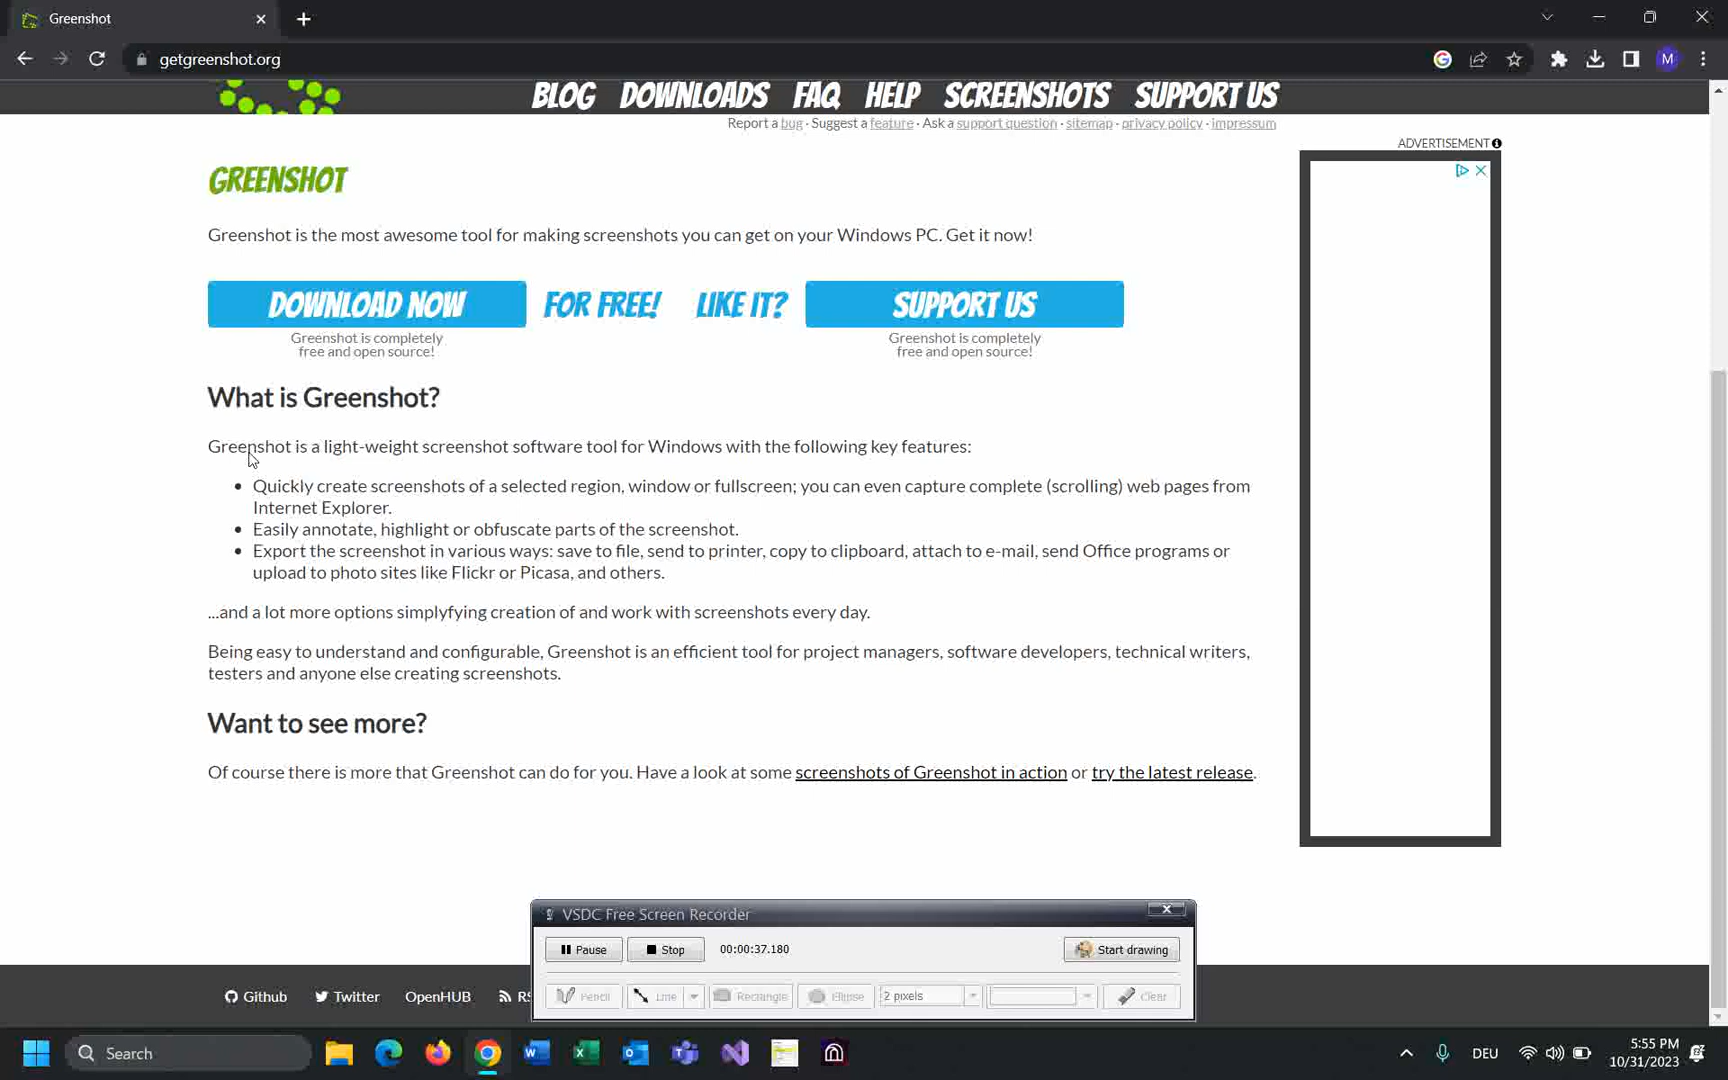 Greenshot
getgreenshot.org
M
BLOG DOWNLOADS FAQ HELP SCREENSHOTS SUPPORT US
Report a bug · Suggest a feature · Ask a support question · sitemap · privacy policy · impressum
ADVERTISEMENT
GREENSHOT
Greenshot is the most awesome tool for making screenshots you can get on your Windows PC. Get it now!
DOWNLOAD NOW FOR FREE! LIKE IT? SUPPORT US
Greenshot is completely
free and open source!
Greenshot is completely
free and open source!
What is Greenshot?
Greenshot is a light-weight screenshot software tool for Windows with the following key features:
• Quickly create screenshots of a selected region, window or fullscreen; you can even capture complete (scrolling) web pages from
Internet Explorer.
• Easily annotate, highlight or obfuscate parts of the screenshot.
• Export the screenshot in various ways: save to file, send to printer, copy to clipboard, attach to e-mail, send Office programs or
upload to photo sites like Flickr or Picasa, and others.
...and a lot more options simplyfying creation of and work with screenshots every day.
Being easy to understand and configurable, Greenshot is an efficient tool for project managers, software developers, technical writers,
testers and anyone else creating screenshots.
Want to see more?
Of course there is more that Greenshot can do for you. Have a look at some screenshots of Greenshot in action or try the latest release.
VSDC Free Screen Recorder
Pause Stop 00:00:37.180 Start drawing
Pencil Line Rectangle Ellipse 2 pixels Clear
Github Twitter OpenHUB RS
Search
DEU
5:55 PM
10/31/2023